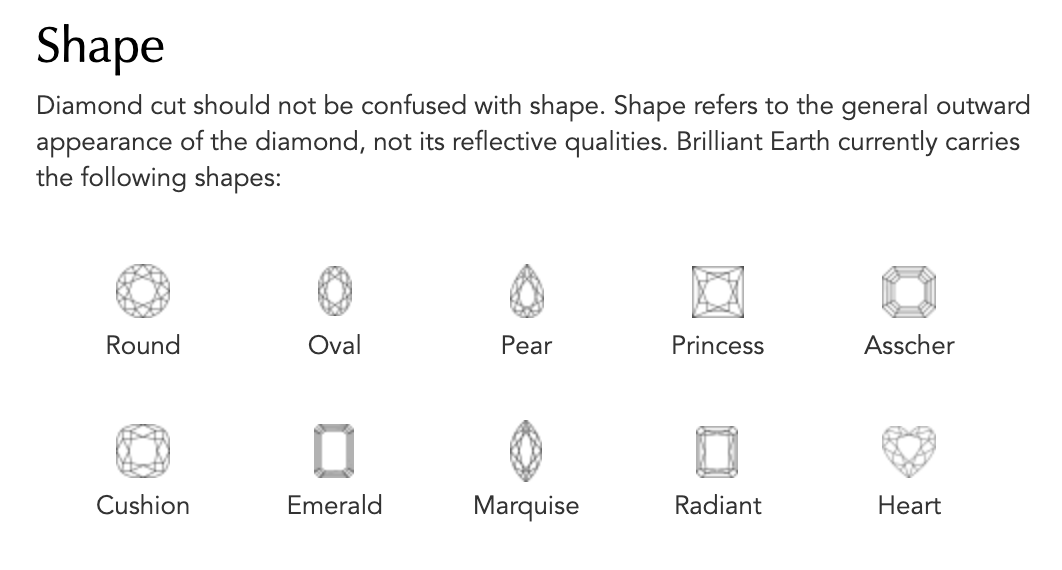 Shape
Diamond cut should not be confused with shape. Shape refers to the general outward
appearance of the diamond, not its reflective qualities. Brilliant Earth currently carries
the following shapes:
Round Oval Pear Princess Asscher
Cushion Emerald Marquise Radiant Heart